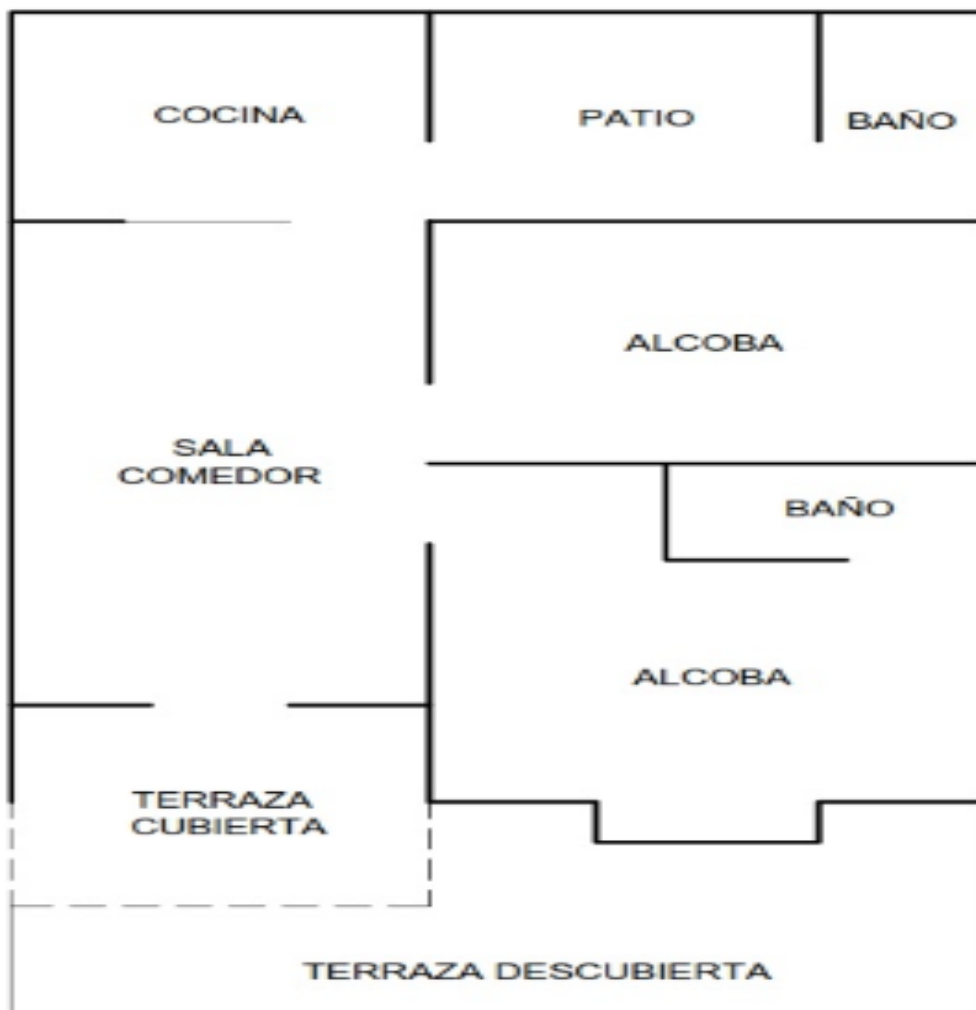 COCINA
PATIO
BAÑO
ALCOBA
SALA
COMEDOR
BAÑO
ALCOBA
TERRAZA
CUBIERTA
TERRAZA DESCUBIERTA